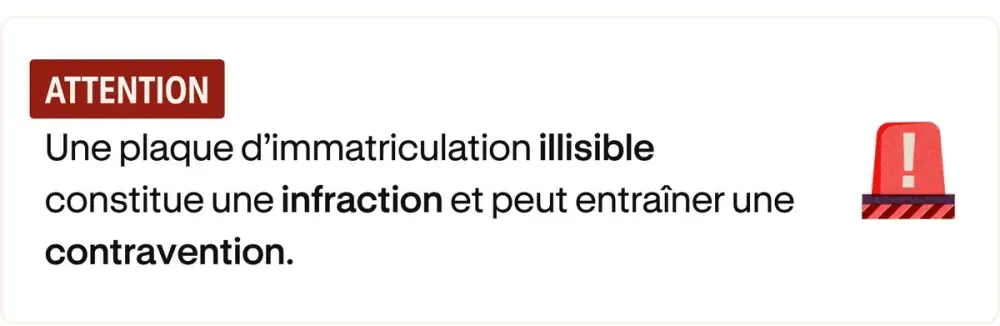 ATTENTION
Une plaque d’immatriculation illisible
constitue une infraction et peut entraîner une
contravention.
!